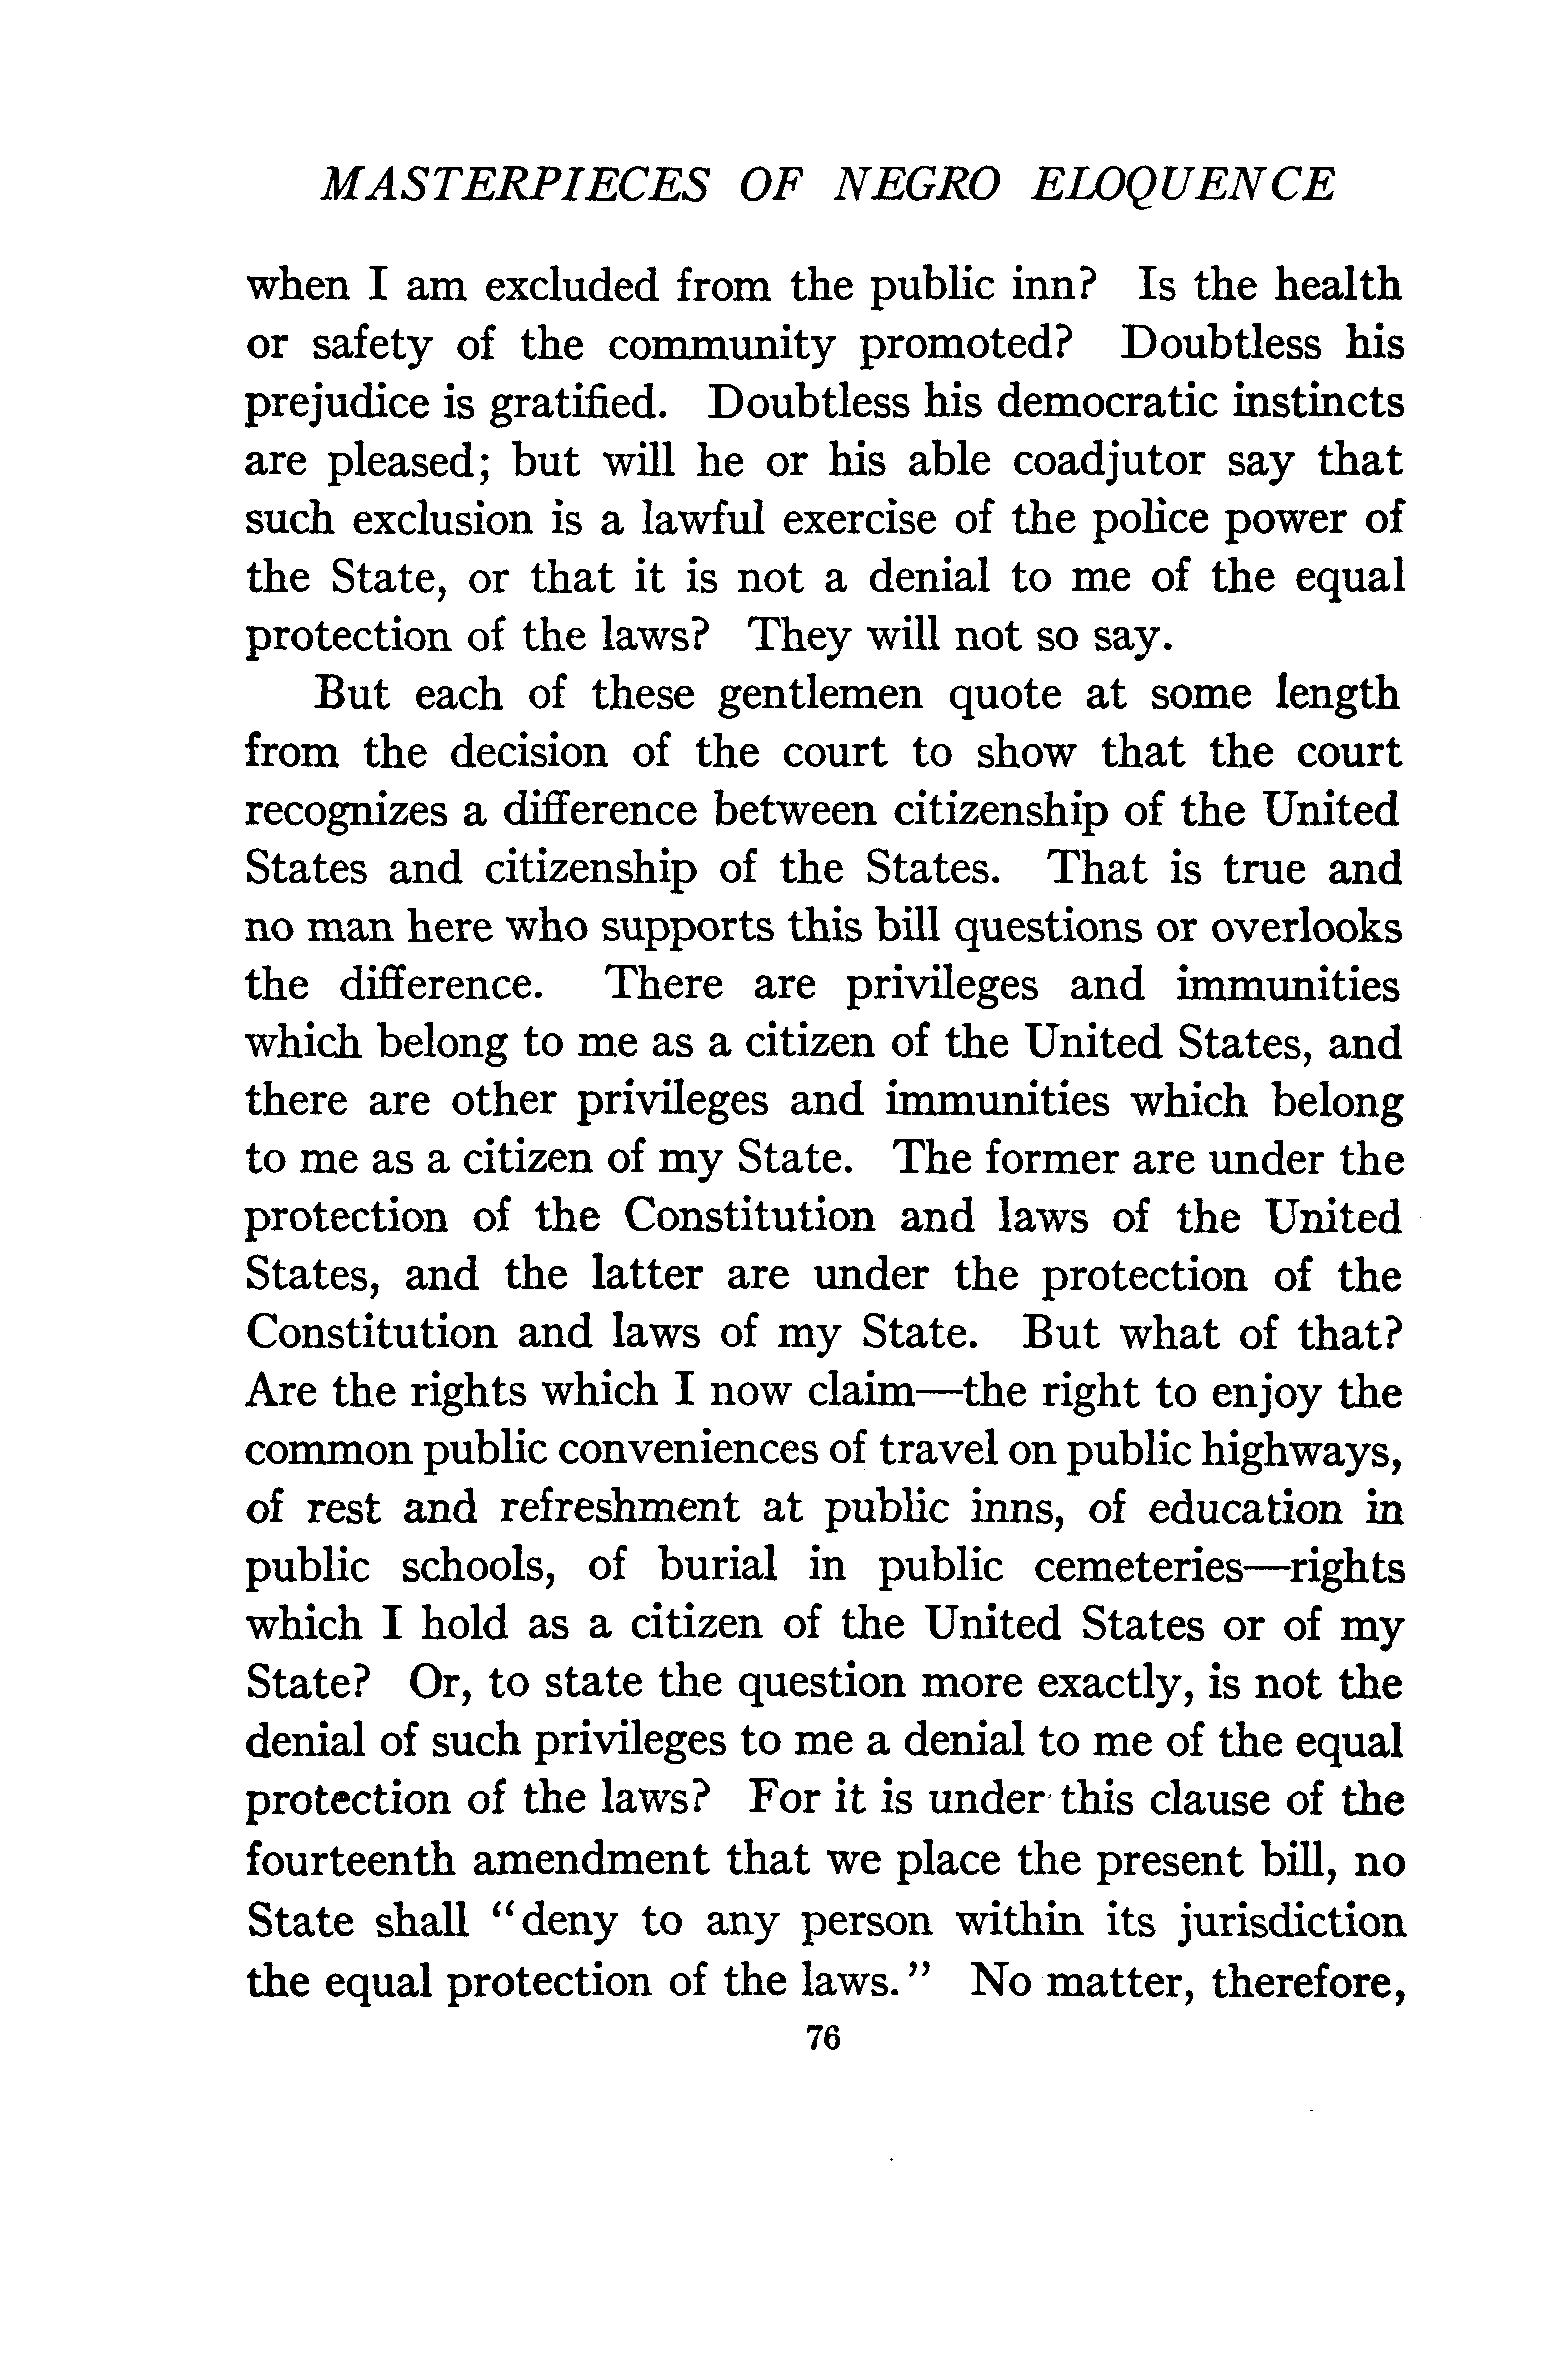 MASTERPIECES OF NEGRO ELOQUENCE
when I am excluded from the public inn? Is the health
or safety of the community promoted? Doubtless his
prejudice is gratified. Doubtless his democratic instincts
are pleased; but will he or his able coadjutor say that
such exclusion is a lawful exercise of the police power of
the State, or that it is not a denial to me of the equal
protection of the laws? They will not so say.
But each of these gentlemen quote at some length
from the decision of the court to show that the court
recognizes a difference between citizenship of the United
States and citizenship of the States. That is true and
no man here who supports this bill questions or overlooks
the difference. There are privileges and immunities
which belong to me as a citizen of the United States, and
there are other privileges and immunities which belong
to me as a citizen of my State. The former are under the
protection of the Constitution and laws of the United
States, and the latter are under the protection of the
Constitution and laws of my State. But what of that?
Are the rights which I now claim—the right to enjoy the
common public conveniences of travel on public highways,
of rest and refreshment at public inns, of education in
public schools, of burial in public cemeteries—rights
which I hold as a citizen of the United States or of my
State? Or, to state the question more exactly, is not the
denial of such privileges to me a denial to me of the equal
protection of the laws? For it is under this clause of the
fourteenth amendment that we place the present bill, no
State shall “deny to any person within its jurisdiction
the equal protection of the laws.” No matter, therefore,
76